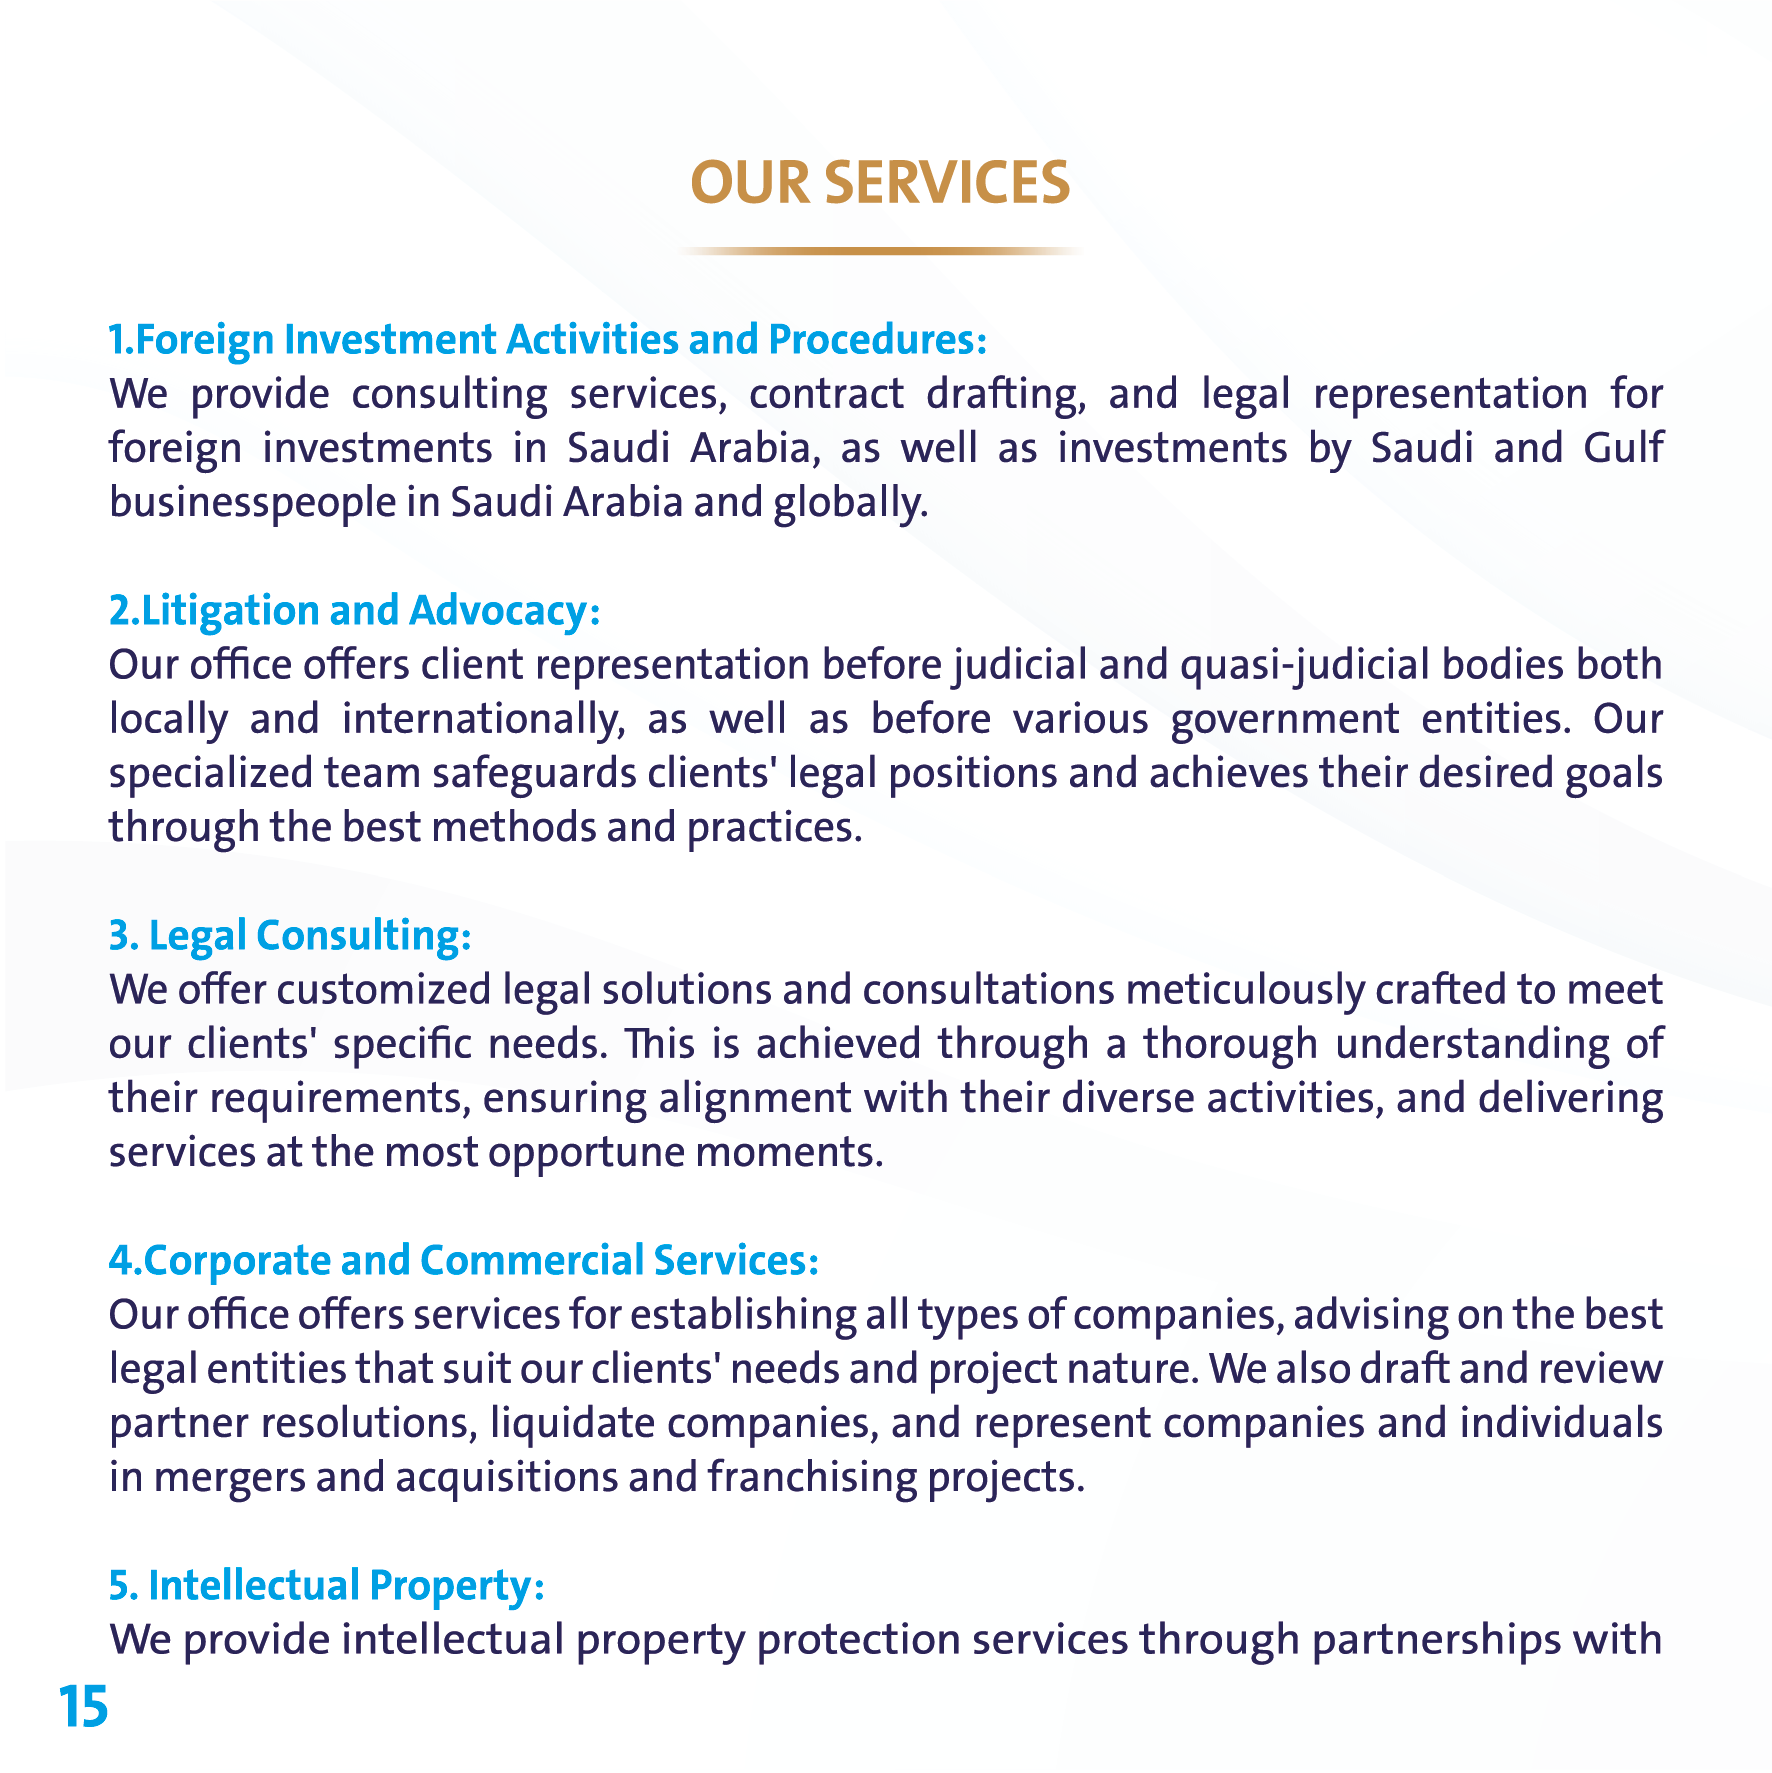 OUR SERVICES
1.Foreign Investment Activities and Procedures:
We provide consulting services, contract drafting, and legal representation for
foreign investments in Saudi Arabia, as well as investments by Saudi and Gulf
businesspeople in Saudi Arabia and globally.
2.Litigation and Advocacy:
Our office offers client representation before judicial and quasi-judicial bodies both
locally and internationally, as well as before various government entities. Our
specialized team safeguards clients' legal positions and achieves their desired goals
through the best methods and practices.
3. Legal Consulting:
We offer customized legal solutions and consultations meticulously crafted to meet
our clients' specific needs. This is achieved through a thorough understanding of
their requirements, ensuring alignment with their diverse activities, and delivering
services at the most opportune moments.
4.Corporate and Commercial Services:
Our office offers services for establishing all types of companies, advising on the best
legal entities that suit our clients' needs and project nature. We also draft and review
partner resolutions, liquidate companies, and represent companies and individuals
in mergers and acquisitions and franchising projects.
5. Intellectual Property:
We provide intellectual property protection services through partnerships with
15